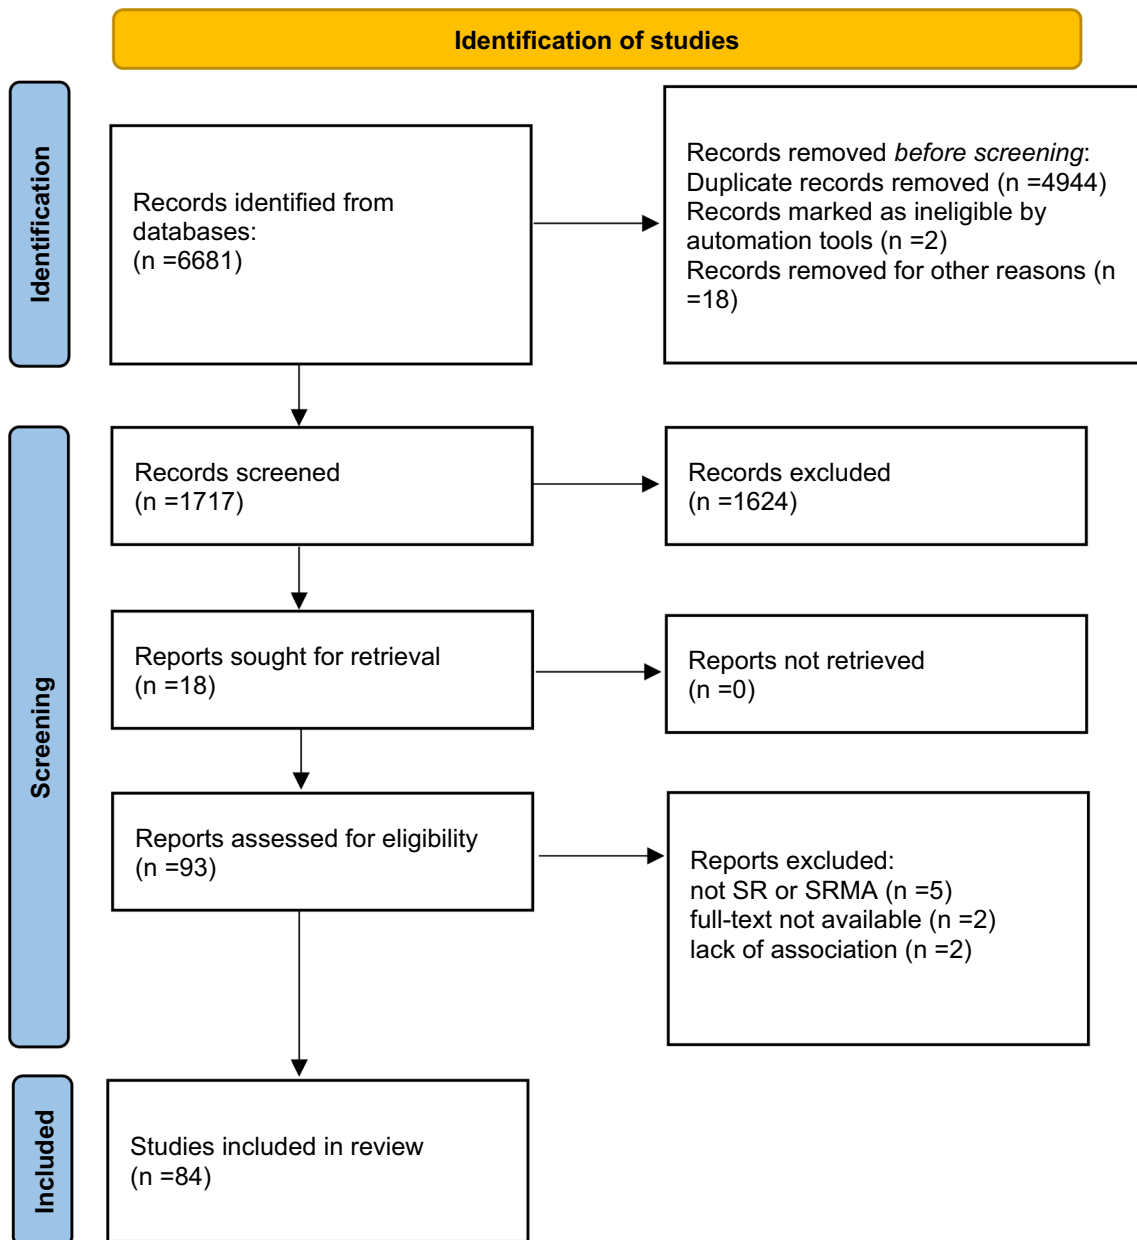 Identification of studies
Identification
Records identified from
databases:
(n =6681)
Records removed before screening:
Duplicate records removed (n =4944)
Records marked as ineligible by
automation tools (n =2)
Records removed for other reasons (n
=18)
Screening
Records screened
(n =1717)
Records excluded
(n =1624)
Reports sought for retrieval
(n =18)
Reports not retrieved
(n =0)
Reports assessed for eligibility
(n =93)
Reports excluded:
not SR or SRMA (n =5)
full-text not available (n =2)
lack of association (n =2)
Included
Studies included in review
(n =84)